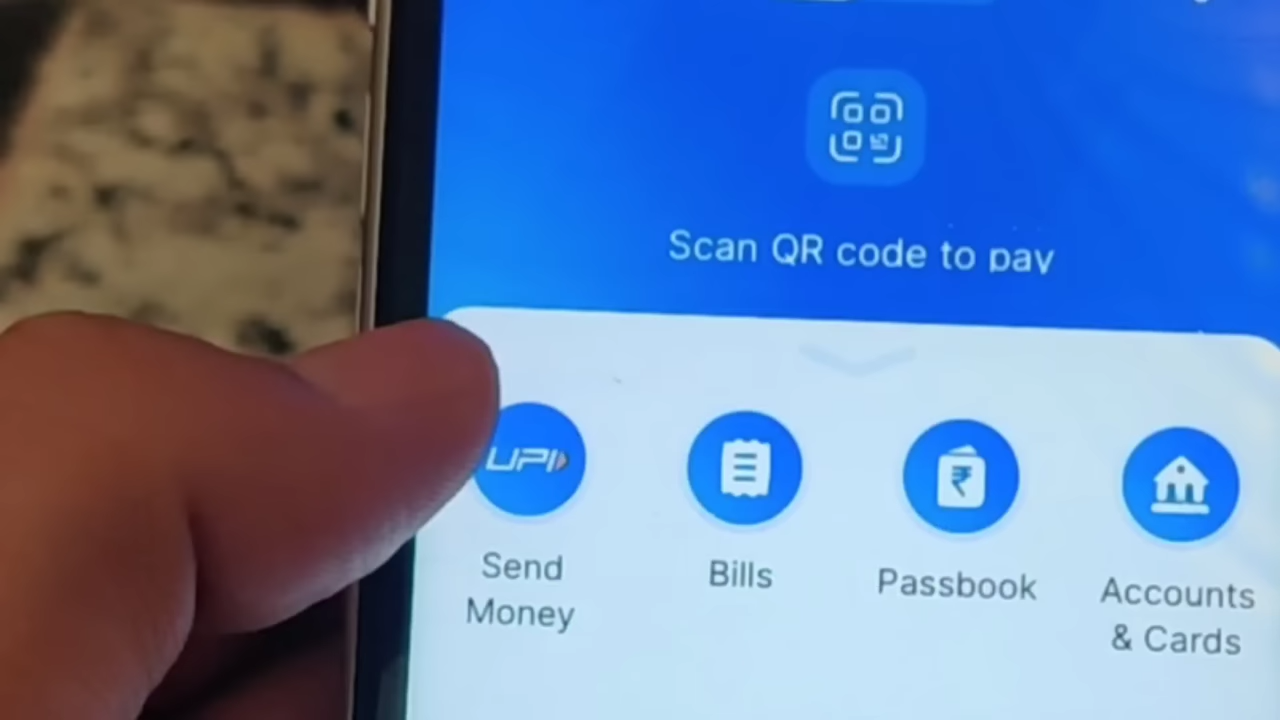 Scan QR code to pay
UPI
Send
Money
Bills
Passbook
Accounts
& Cards